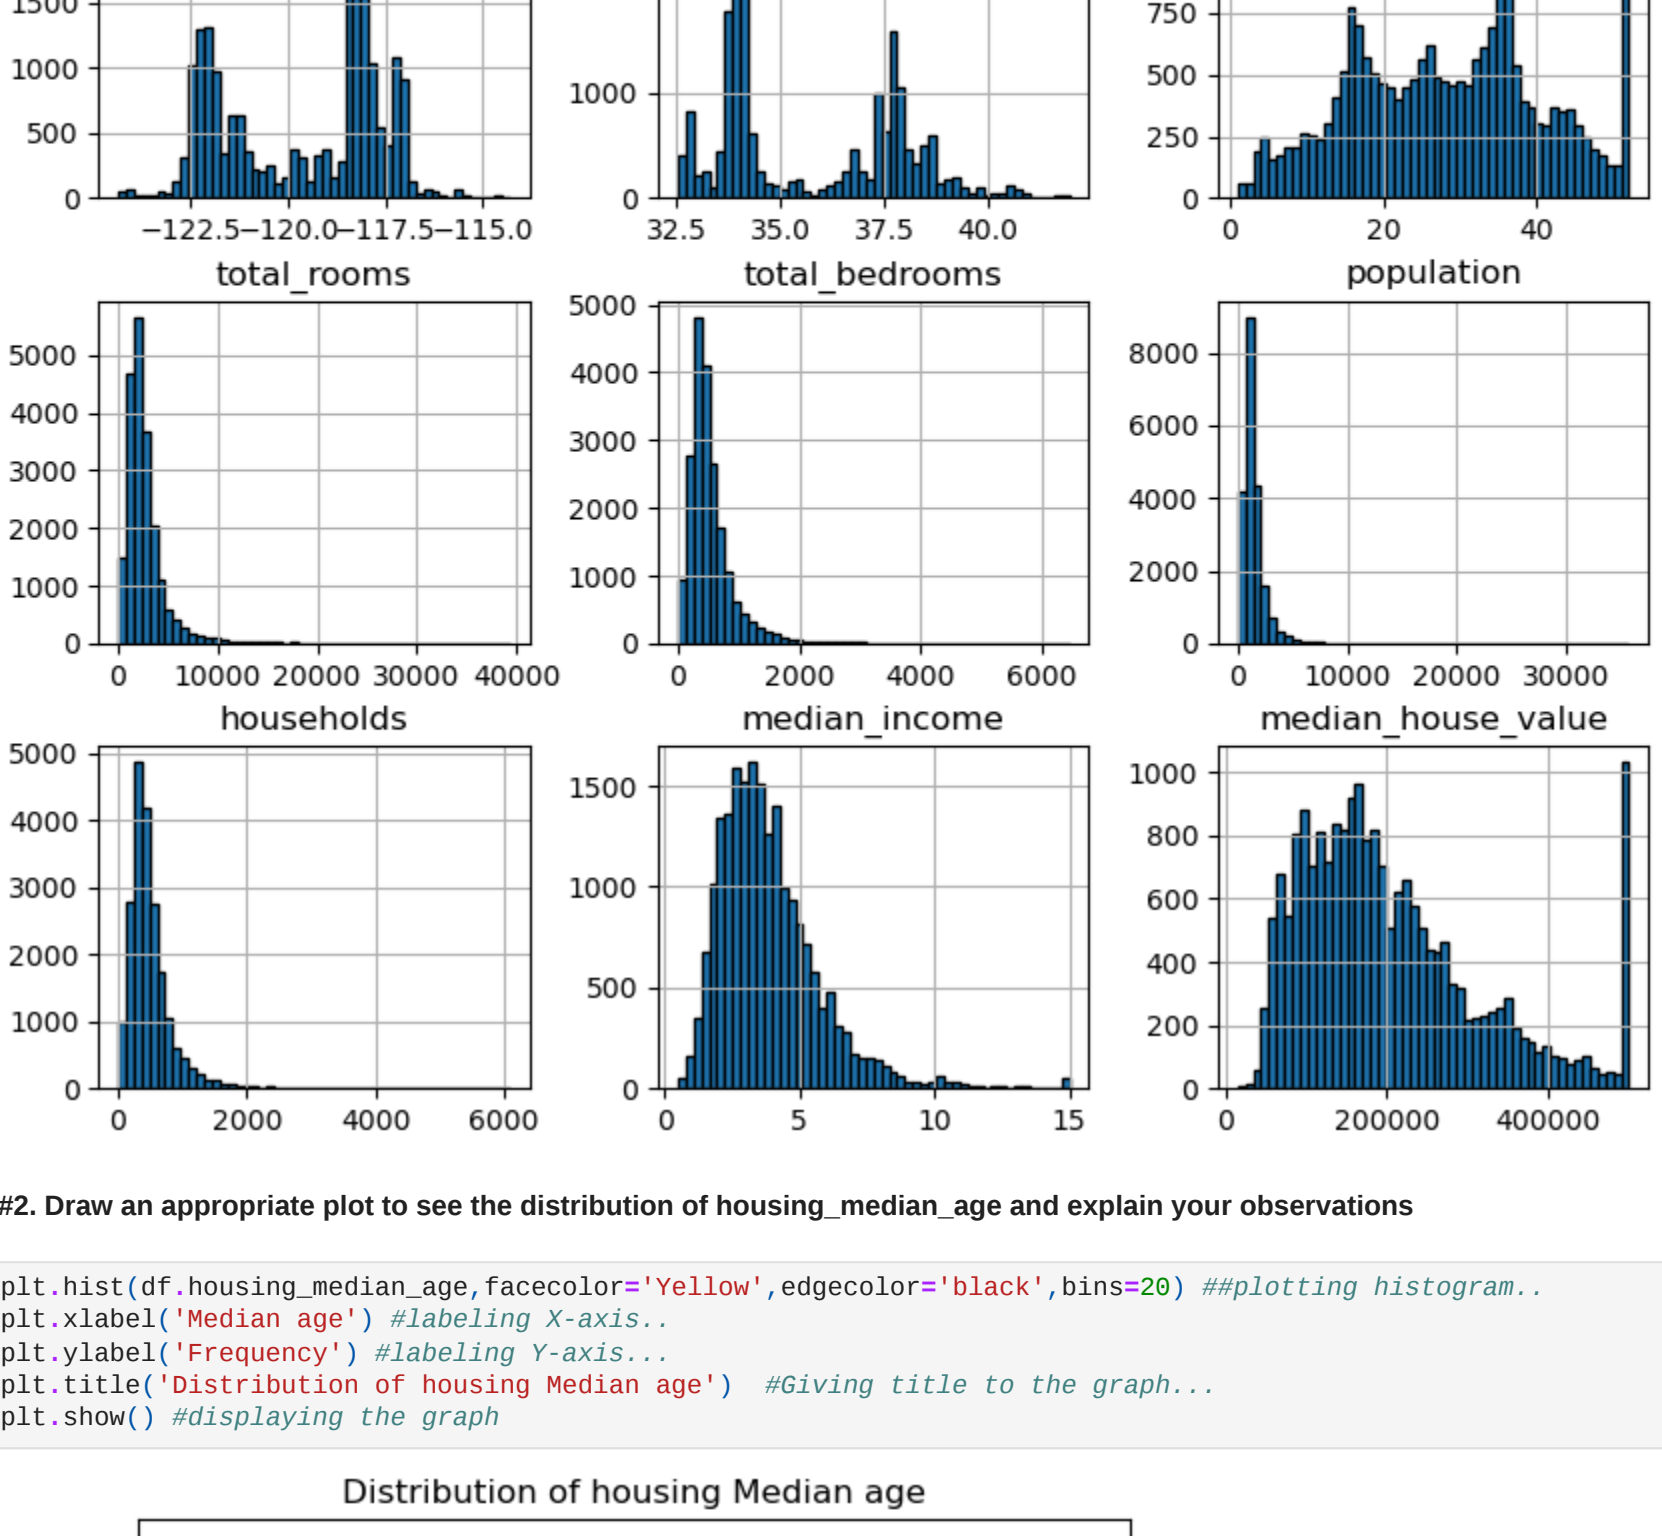 1500
1000
500
0
−122.5 −120.0 −117.5 −115.0
1000
0
32.5 35.0 37.5 40.0
750
500
250
0
0 20 40
total_rooms
5000
4000
3000
2000
1000
0
0 10000 20000 30000 40000
total_bedrooms
5000
4000
3000
2000
1000
0
0 2000 4000 6000
population
8000
6000
4000
2000
0
0 10000 20000 30000
households
5000
4000
3000
2000
1000
0
0 2000 4000 6000
median_income
1500
1000
500
0
0 5 10 15
median_house_value
1000
800
600
400
200
0
0 200000 400000
#2. Draw an appropriate plot to see the distribution of housing_median_age and explain your observations
plt.hist(df.housing_median_age,facecolor='Yellow',edgecolor='black',bins=20) ##plotting histogram..
plt.xlabel('Median age') #labeling X-axis..
plt.ylabel('Frequency') #labeling Y-axis...
plt.title('Distribution of housing Median age')  #Giving title to the graph...
plt.show() #displaying the graph
Distribution of housing Median age